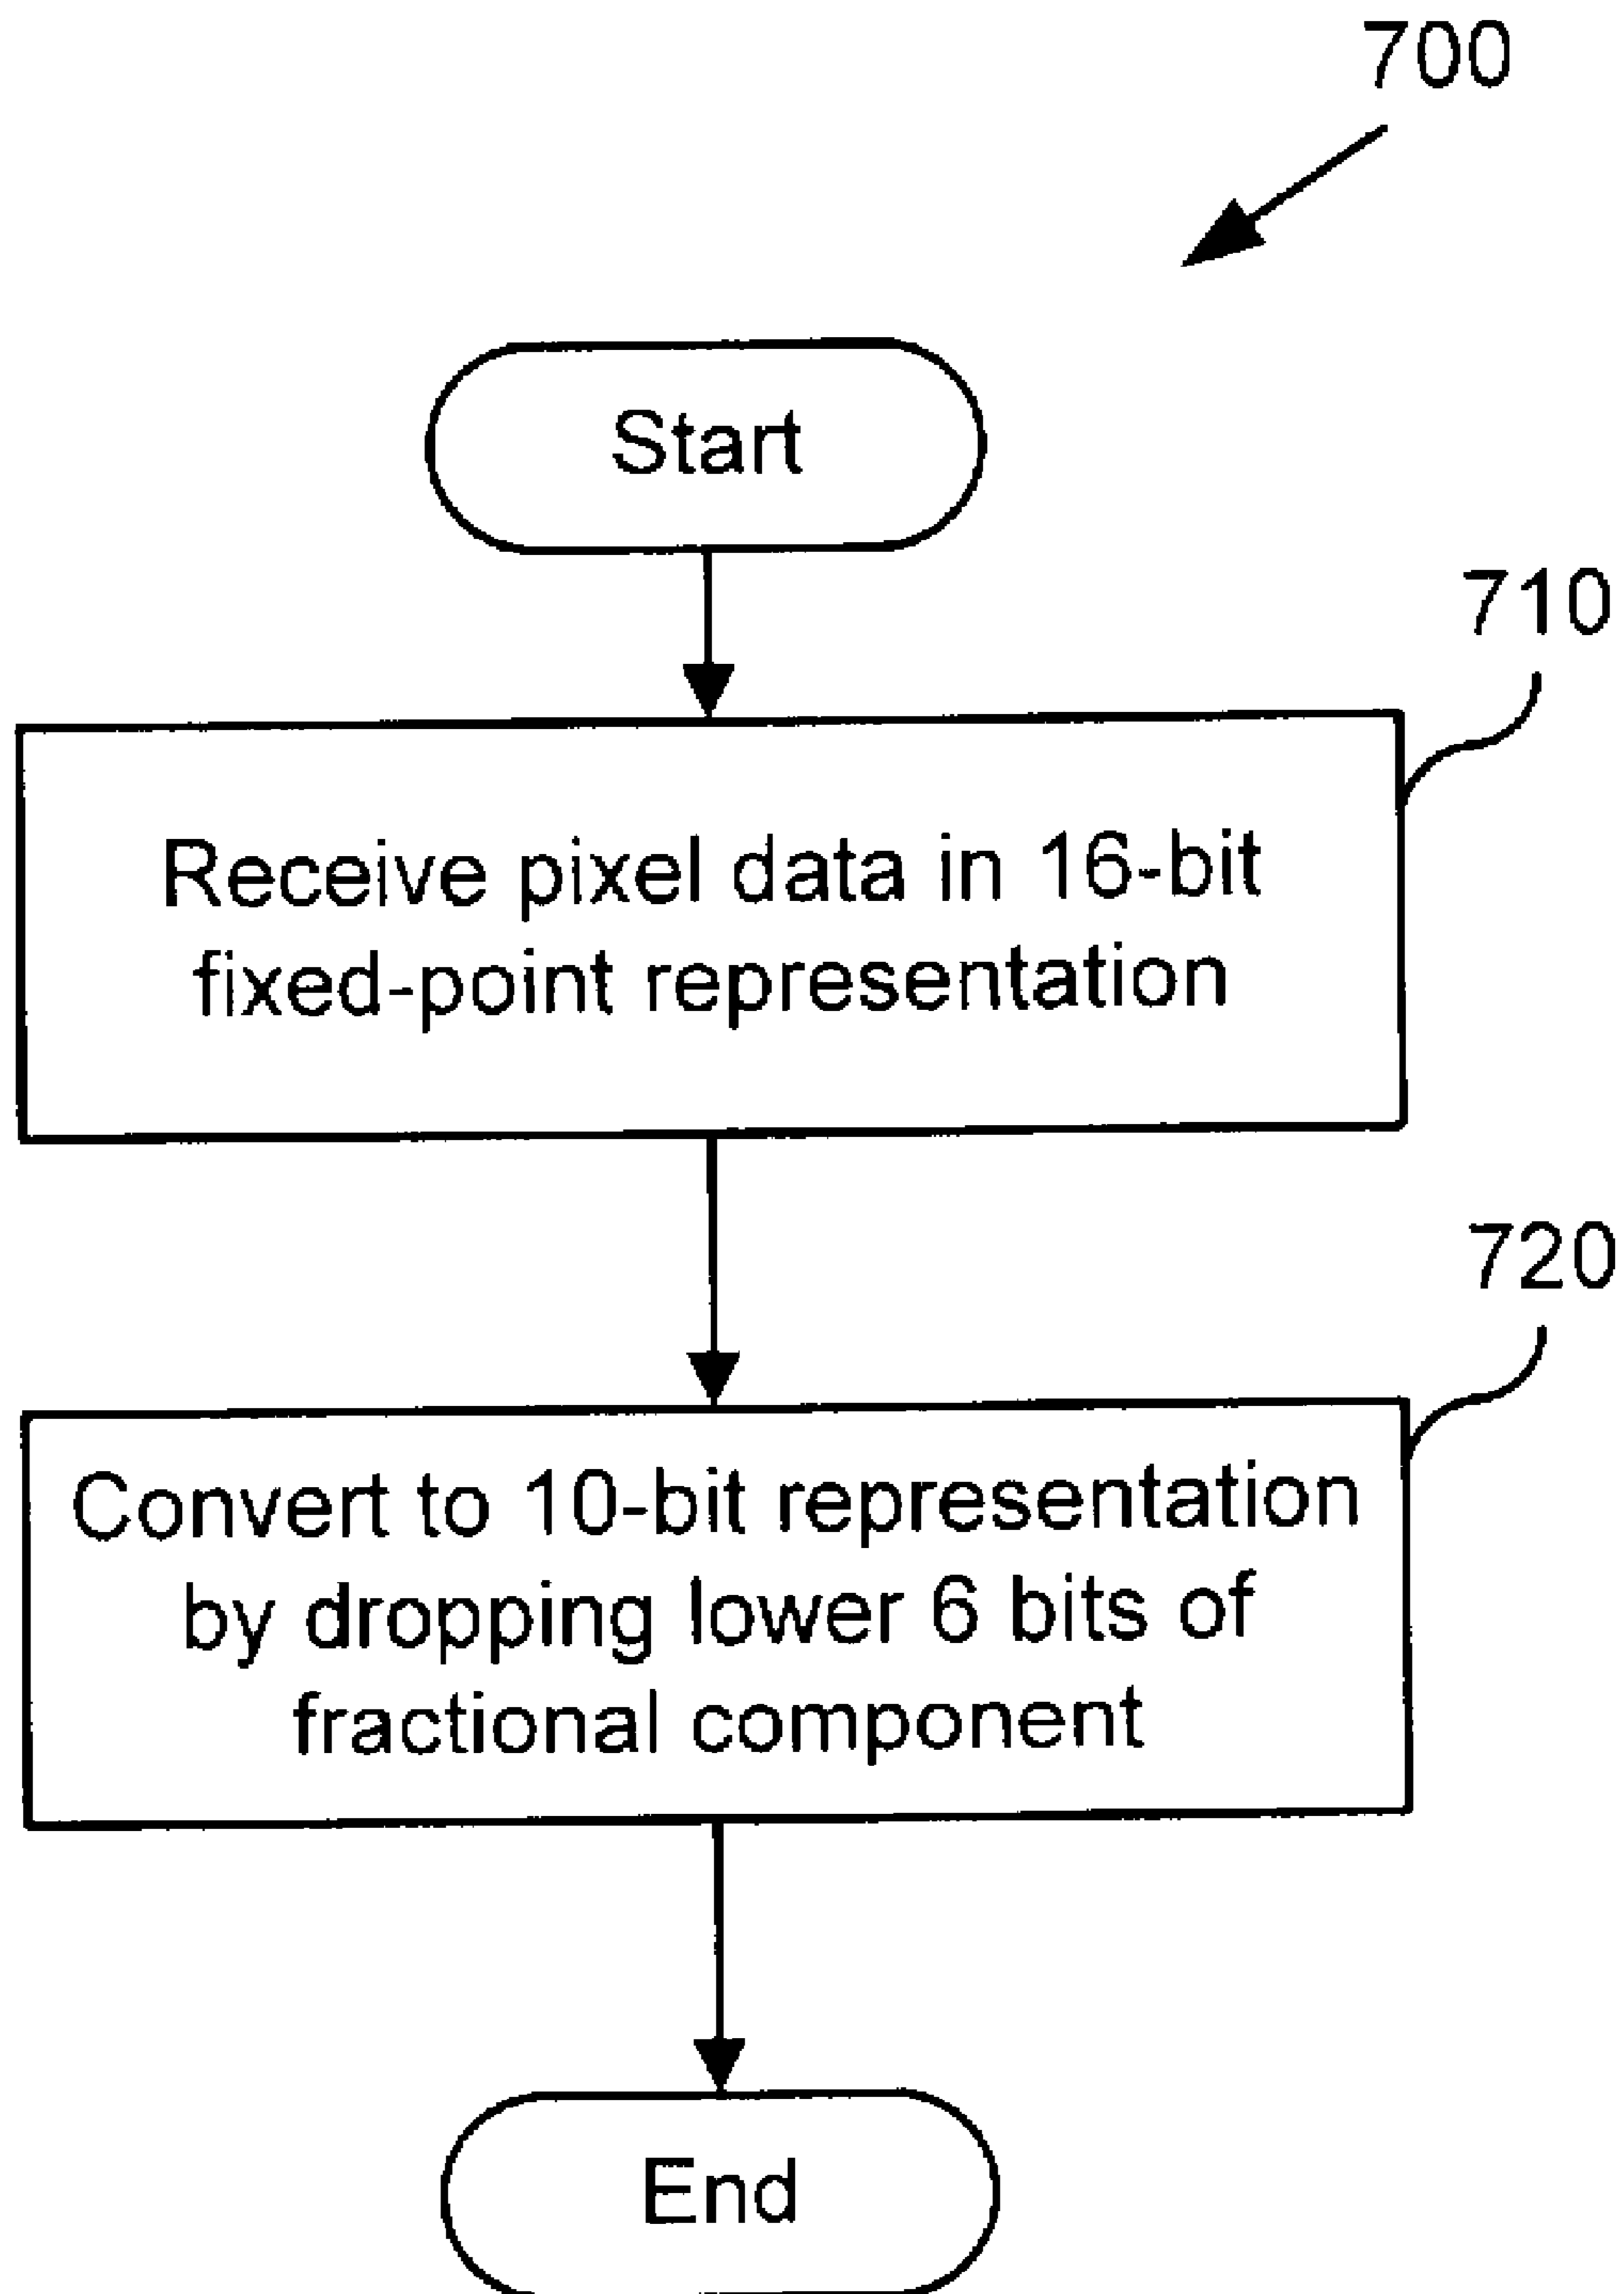 700
Start
710
Receive pixel data in 16-bit
fixed-point representation
720
Convert to 10-bit representation
by dropping lower 6 bits of
fractional component
End